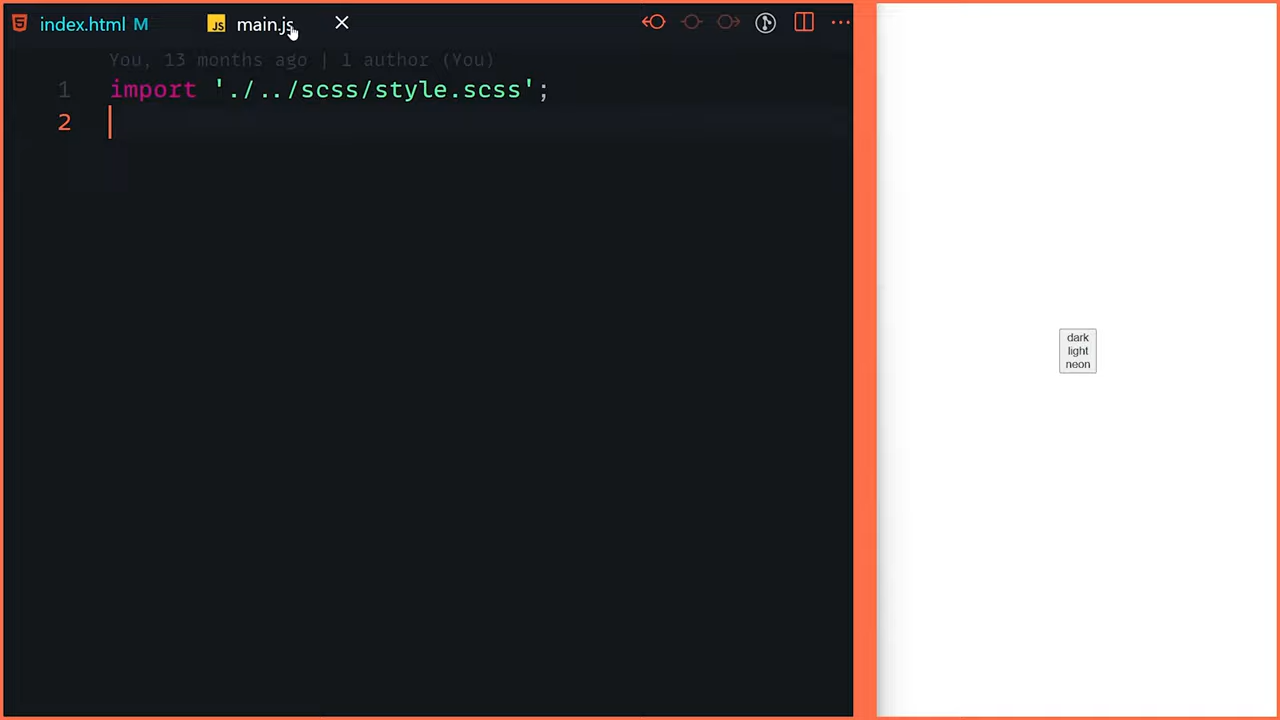 index.html M
JS main.js
You, 13 months ago | 1 author (You)
1 import './../scss/style.scss';
2
dark
light
neon